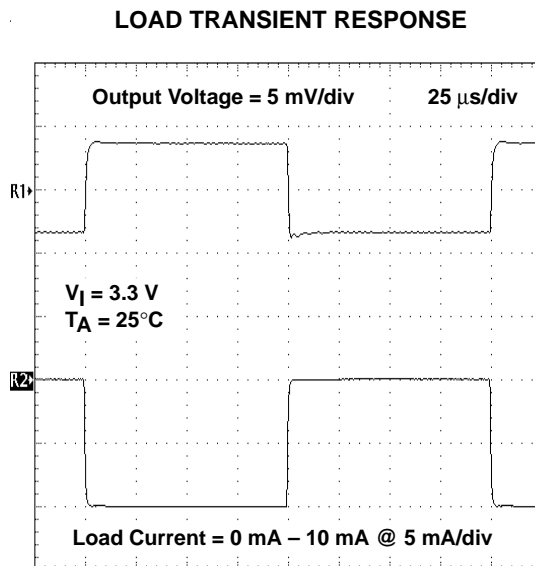 LOAD TRANSIENT RESPONSE
Output Voltage = 5 mV/div 25 μs/div
R1
VI = 3.3 V
TA = 25°C
R2
Load Current = 0 mA – 10 mA @ 5 mA/div